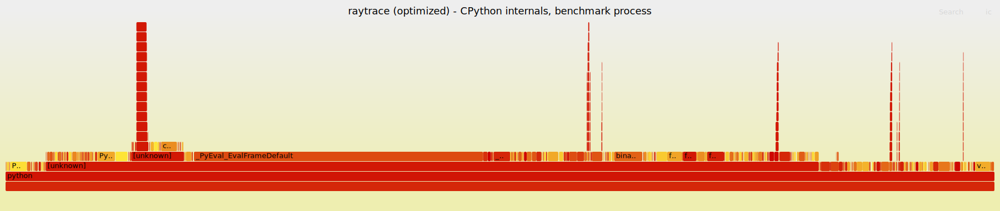 raytrace (optimized) - CPython internals, benchmark process
Search ic
c..
Py.. [unknown] _PyEval_EvalFrameDefault _.. bina.. f.. f.. f..
P.. [unknown] v..
python